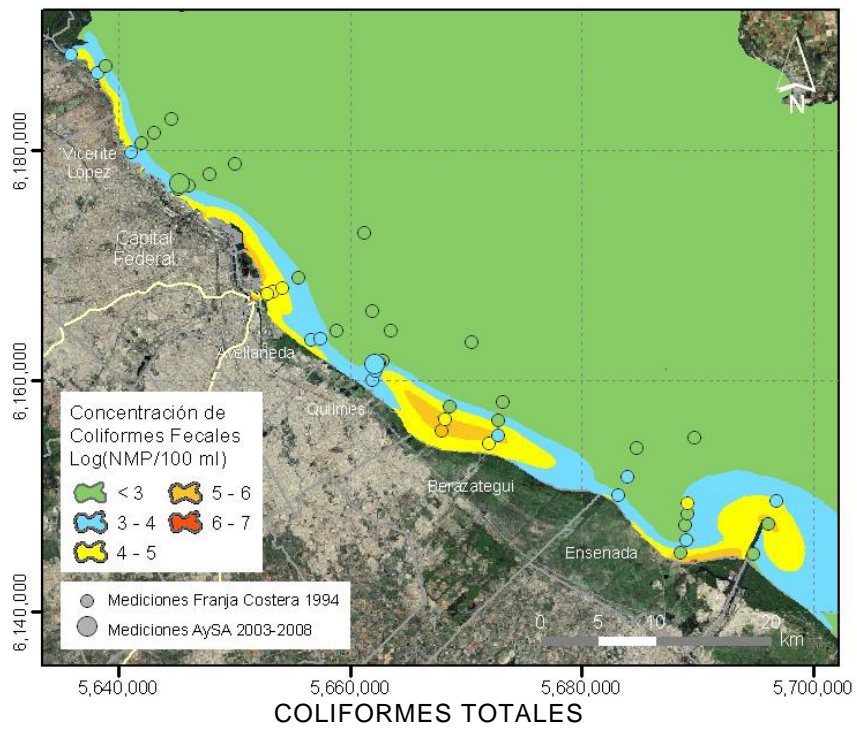 N
6,180,000
6,160,000
6,140,000
Vicente
López
Capital
Federal
Avellaneda
Quilmes
Berazategui
Ensenada
Concentración de
Coliformes Fecales
Log(NMP/100 ml)
< 3
5 - 6
3 - 4
6 - 7
4 - 5
Mediciones Franja Costera 1994
Mediciones AySA 2003-2008
0 5 10 20
km
5,640,000 5,660,000 5,680,000 5,700,000
COLIFORMES TOTALES